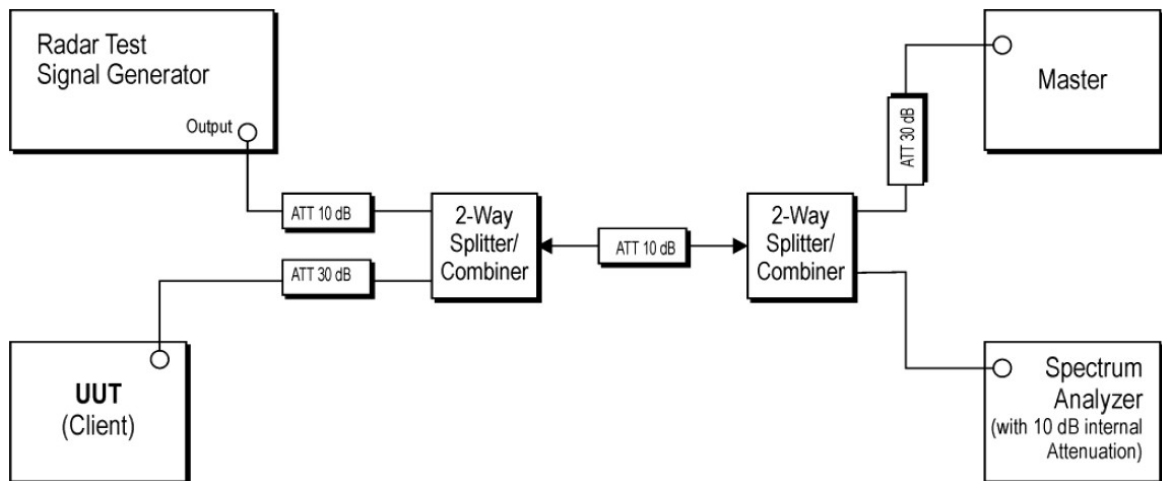 Radar Test
Signal Generator
Output
ATT 10 dB
ATT 30 dB
UUT
(Client)
2-Way
Splitter/
Combiner
ATT 10 dB
2-Way
Splitter/
Combiner
ATT 30 dB
Master
Spectrum
Analyzer
(with 10 dB internal
Attenuation)